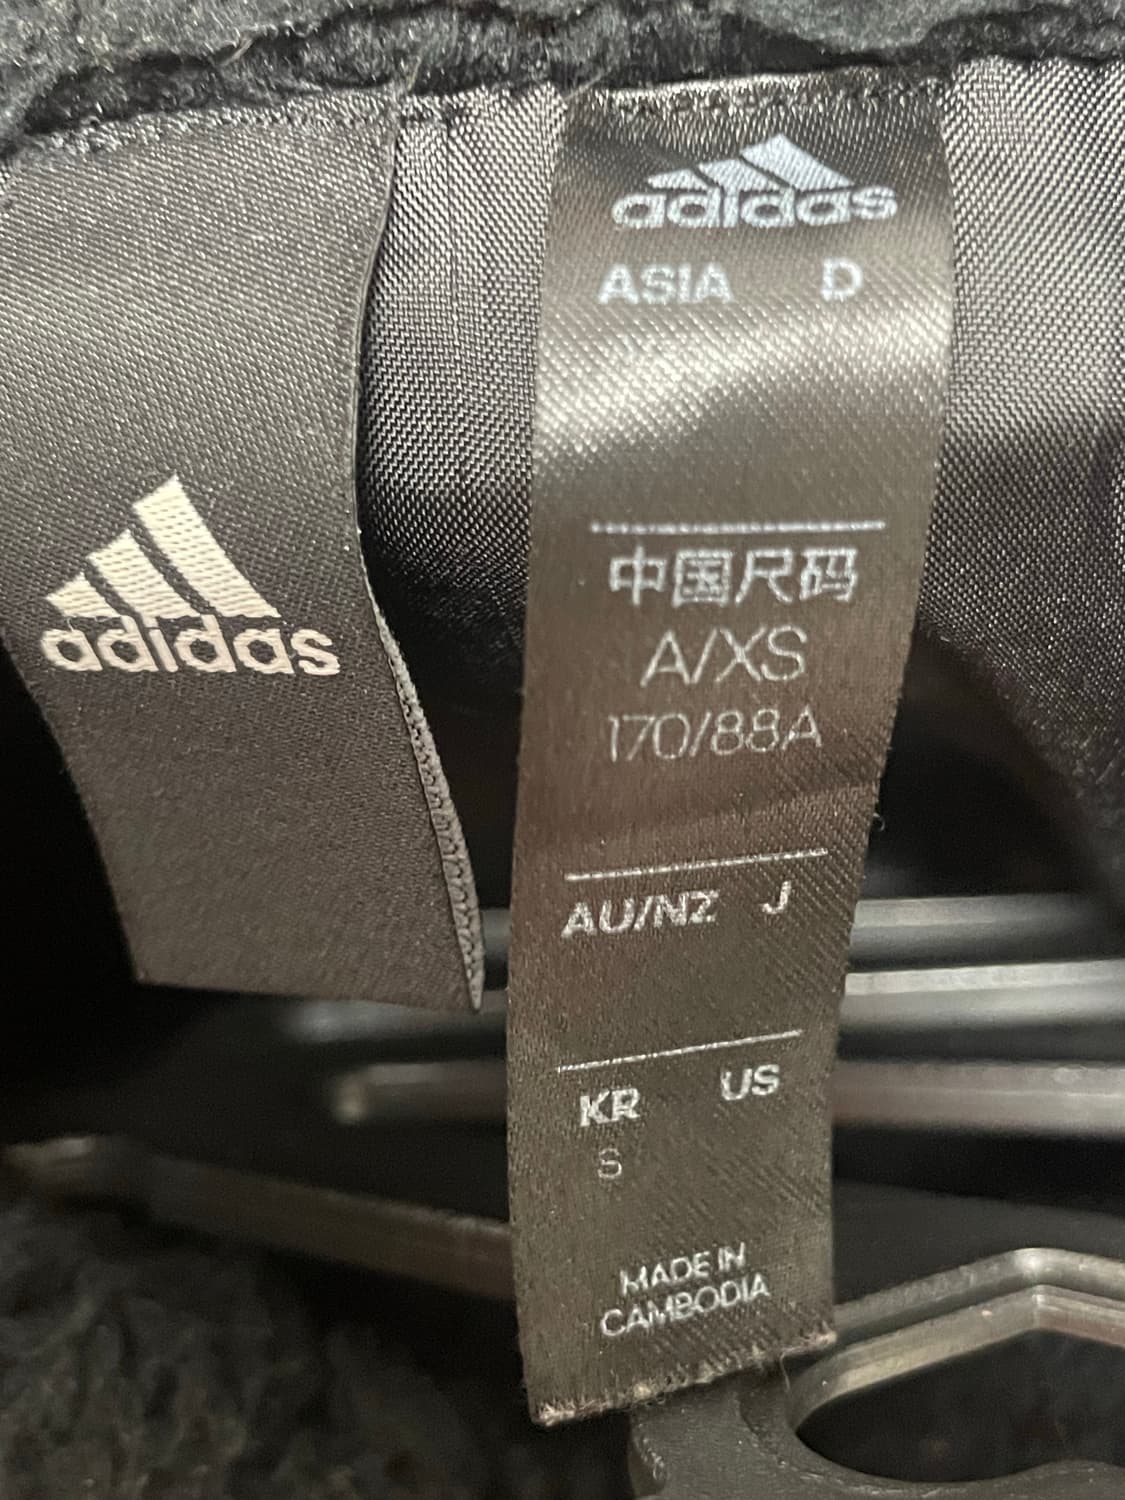 adidas
adidas
ASIA D
中国尺码
A/XS
170/88A
AU/NZ J
KR US
S
MADE IN
CAMBODIA